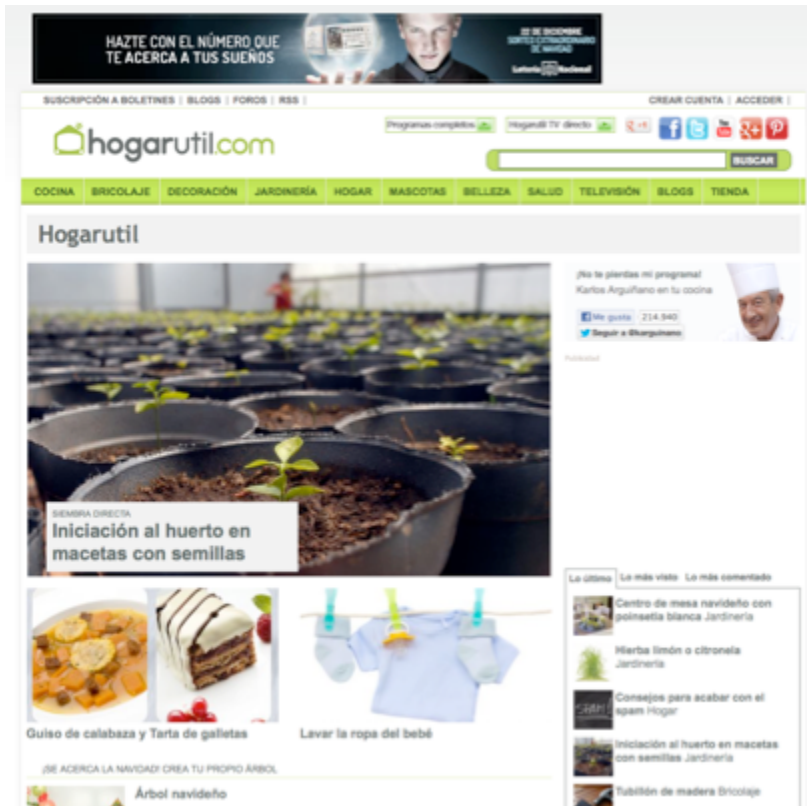 HAZTE CON EL NÚMERO QUE
TE ACERCA A TUS SUEÑOS
22 DE DICIEMBRE
SORTEO EXTRAORDINARIO
DE NAVIDAD
Lotería Nacional
SUSCRIPCIÓN A BOLETINES | BLOGS | FOROS | RSS |
CREAR CUENTA | ACCEDER |
hogarutil.com
Programas completos
Hogarutil TV directo
BUSCAR
COCINA BRICOLAJE DECORACIÓN JARDINERÍA HOGAR MASCOTAS BELLEZA SALUD TELEVISIÓN BLOGS TIENDA
Hogarutil
¡No te pierdas mi programa!
Karlos Arguiñano en tu cocina
Me gusta 214.940
Seguir a @karguinano
Publicidad
SIEMBRA DIRECTA
Iniciación al huerto en
macetas con semillas
Lo último Lo más visto Lo más comentado
Centro de mesa navideño con
poinsetia blanca Jardinería
Hierba limón o citronela
Jardinería
Consejos para acabar con el
spam Hogar
Iniciación al huerto en macetas
con semillas Jardinería
Tubillón de madera Bricolaje
Guiso de calabaza y Tarta de galletas
Lavar la ropa del bebé
¡SE ACERCA LA NAVIDAD! CREA TU PROPIO ÁRBOL
Árbol navideño